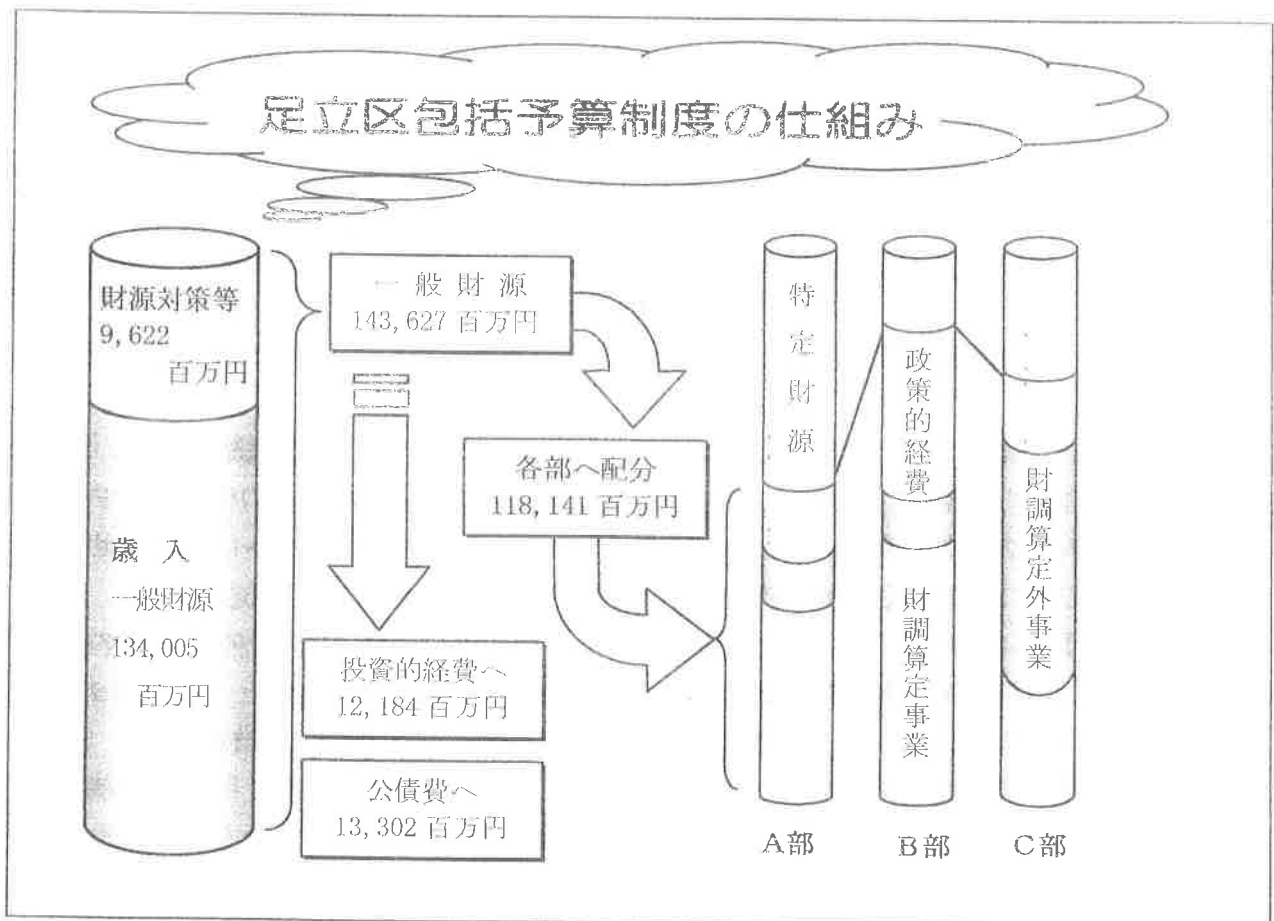 足立区包括予算制度の仕組み
財源対策等
9,622
百万円
歳入
一般財源
134,005
百万円
一般財源
143,627 百万円
各部へ配分
118,141 百万円
投資的経費へ
12,184 百万円
公債費へ
13,302 百万円
特定財源
政策的経費
財調算定事業
財調算定外事業
A部
B部
C部